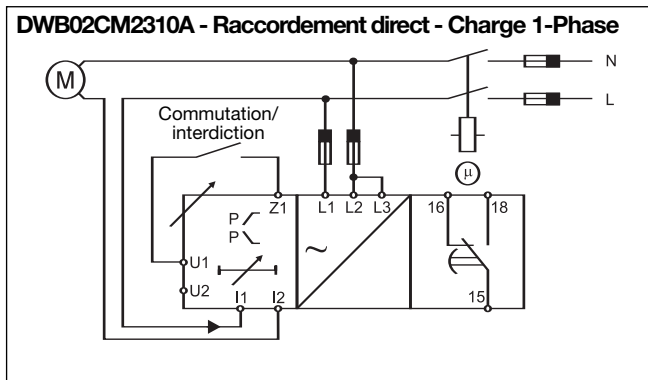 DWB02CM2310A - Raccordement direct - Charge 1-Phase
M
N
L
Commutation/
interdiction
µ
Z1
L1
L2
L3
16
18
P
P
~
U1
U2
I1
I2
15